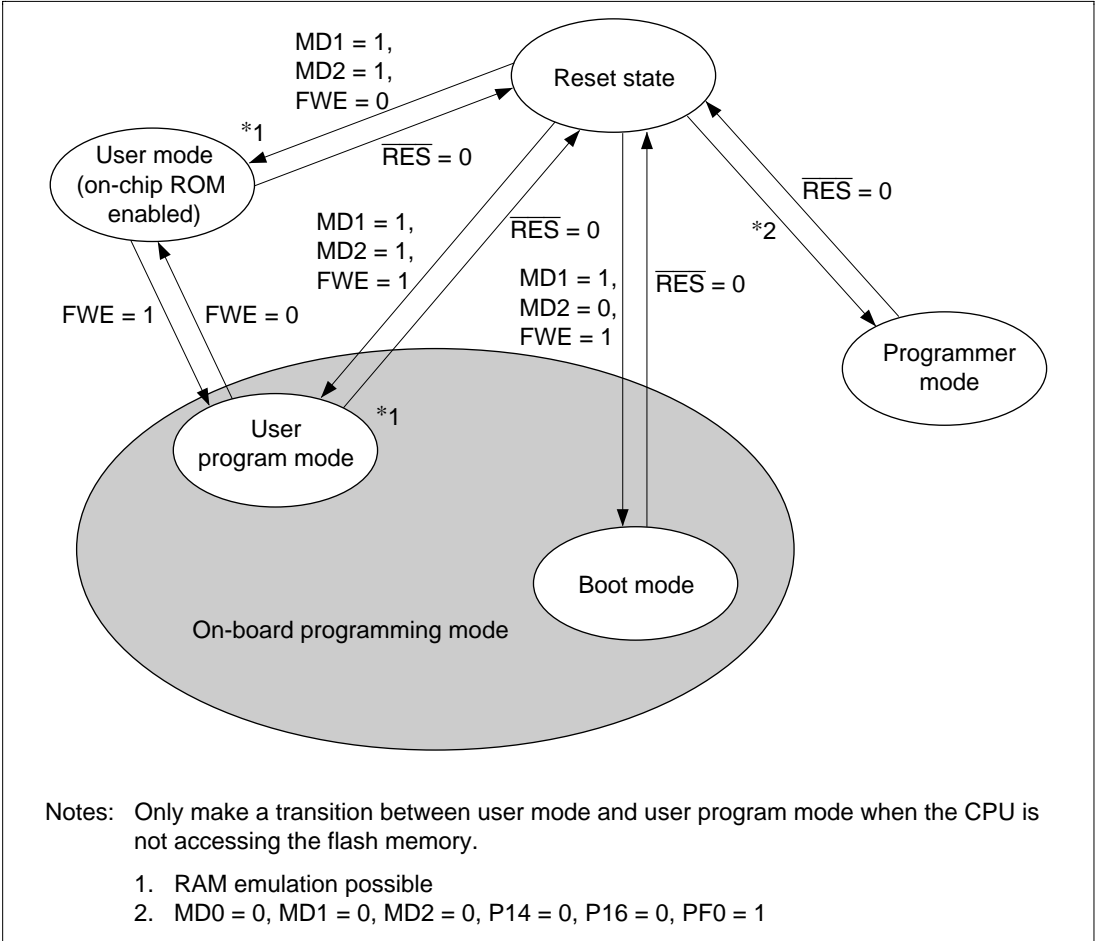 MD1 = 1,
MD2 = 1,
FWE = 0
Reset state
*1
User mode
(on-chip ROM
enabled)
R̅E̅S̅ = 0
R̅E̅S̅ = 0
MD1 = 1,
MD2 = 1,
FWE = 1
R̅E̅S̅ = 0
*2
MD1 = 1,
MD2 = 0,
FWE = 1
R̅E̅S̅ = 0
FWE = 1
FWE = 0
Programmer
mode
*1
User
program mode
Boot mode
On-board programming mode
Notes: Only make a transition between user mode and user program mode when the CPU is
not accessing the flash memory.
1. RAM emulation possible
2. MD0 = 0, MD1 = 0, MD2 = 0, P14 = 0, P16 = 0, PF0 = 1